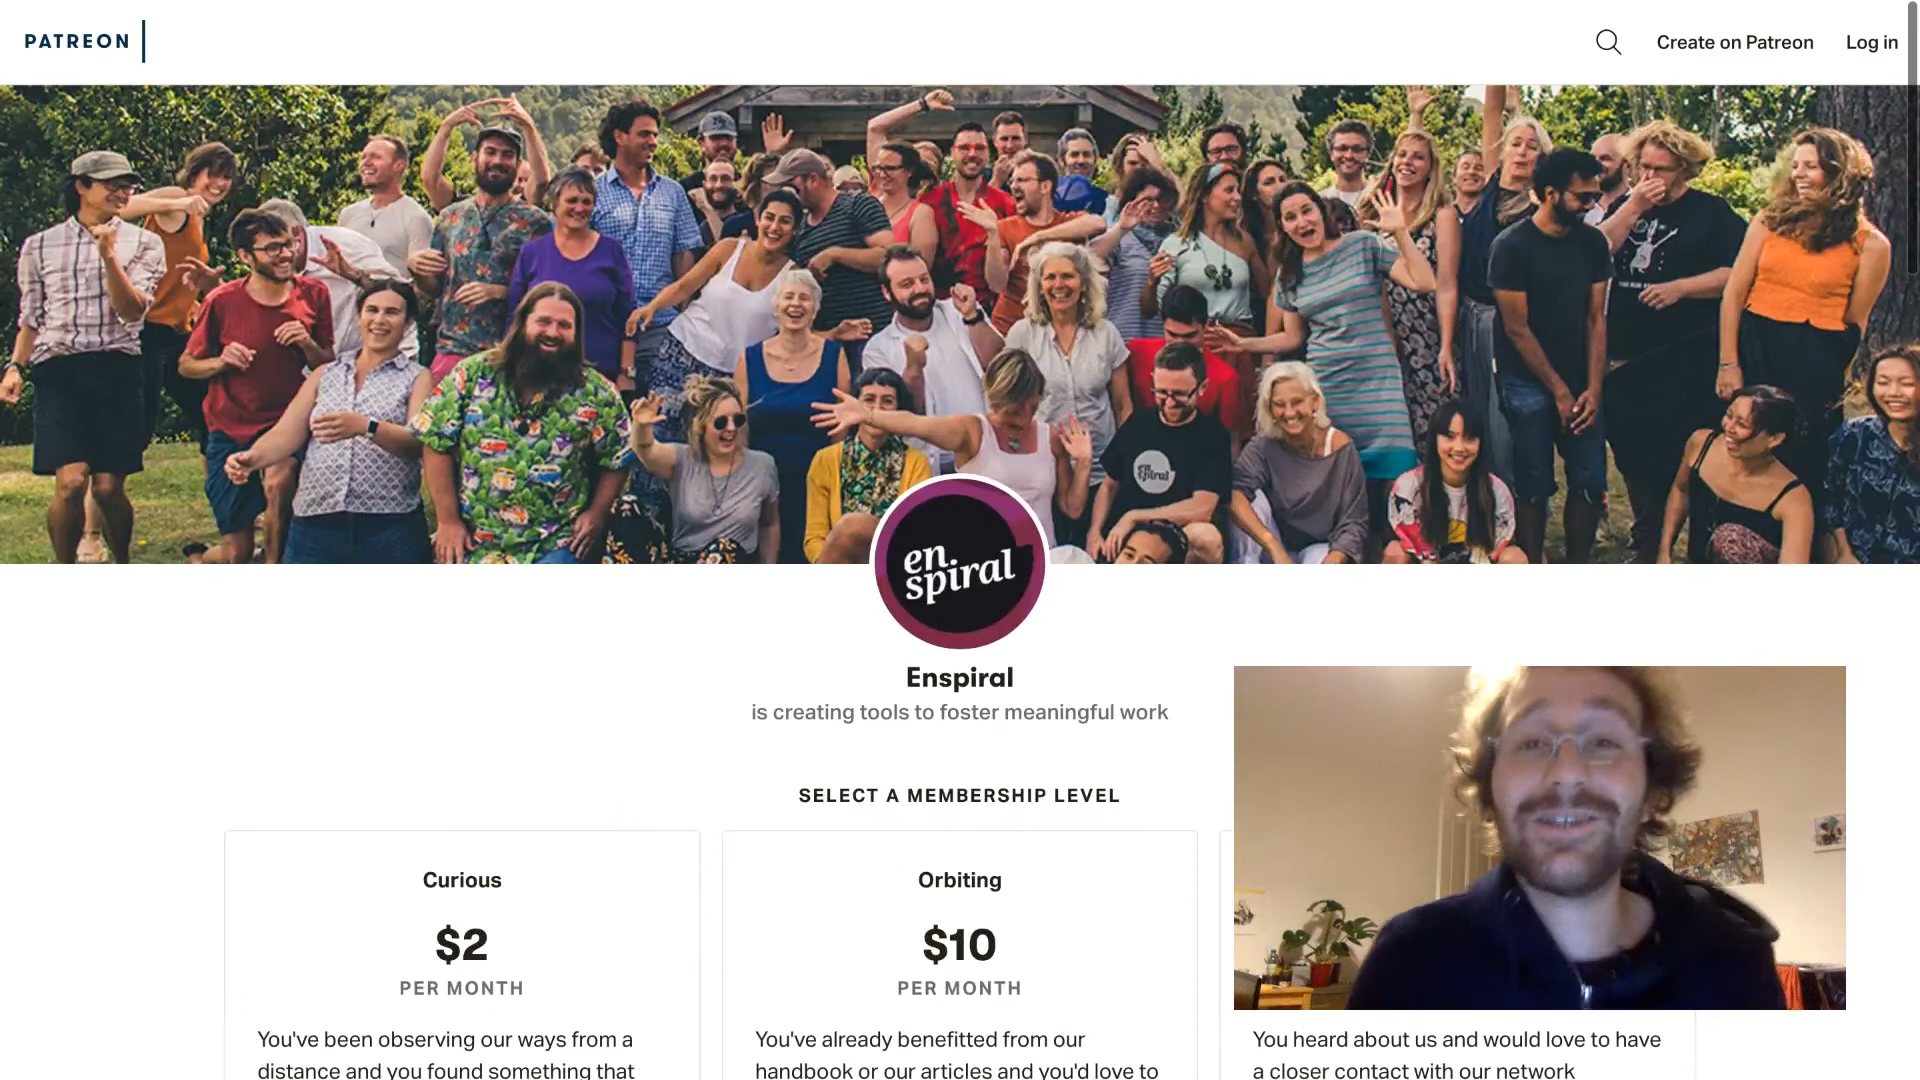 PATREON
Create on Patreon
Log in
en
spiral
en
spiral
Enspiral
is creating tools to foster meaningful work
SELECT A MEMBERSHIP LEVEL
Curious
$2
PER MONTH
You've been observing our ways from a
distance and you found something that
Orbiting
$10
PER MONTH
You've already benefitted from our
handbook or our articles and you'd love to
You heard about us and would love to have
a closer contact with our network